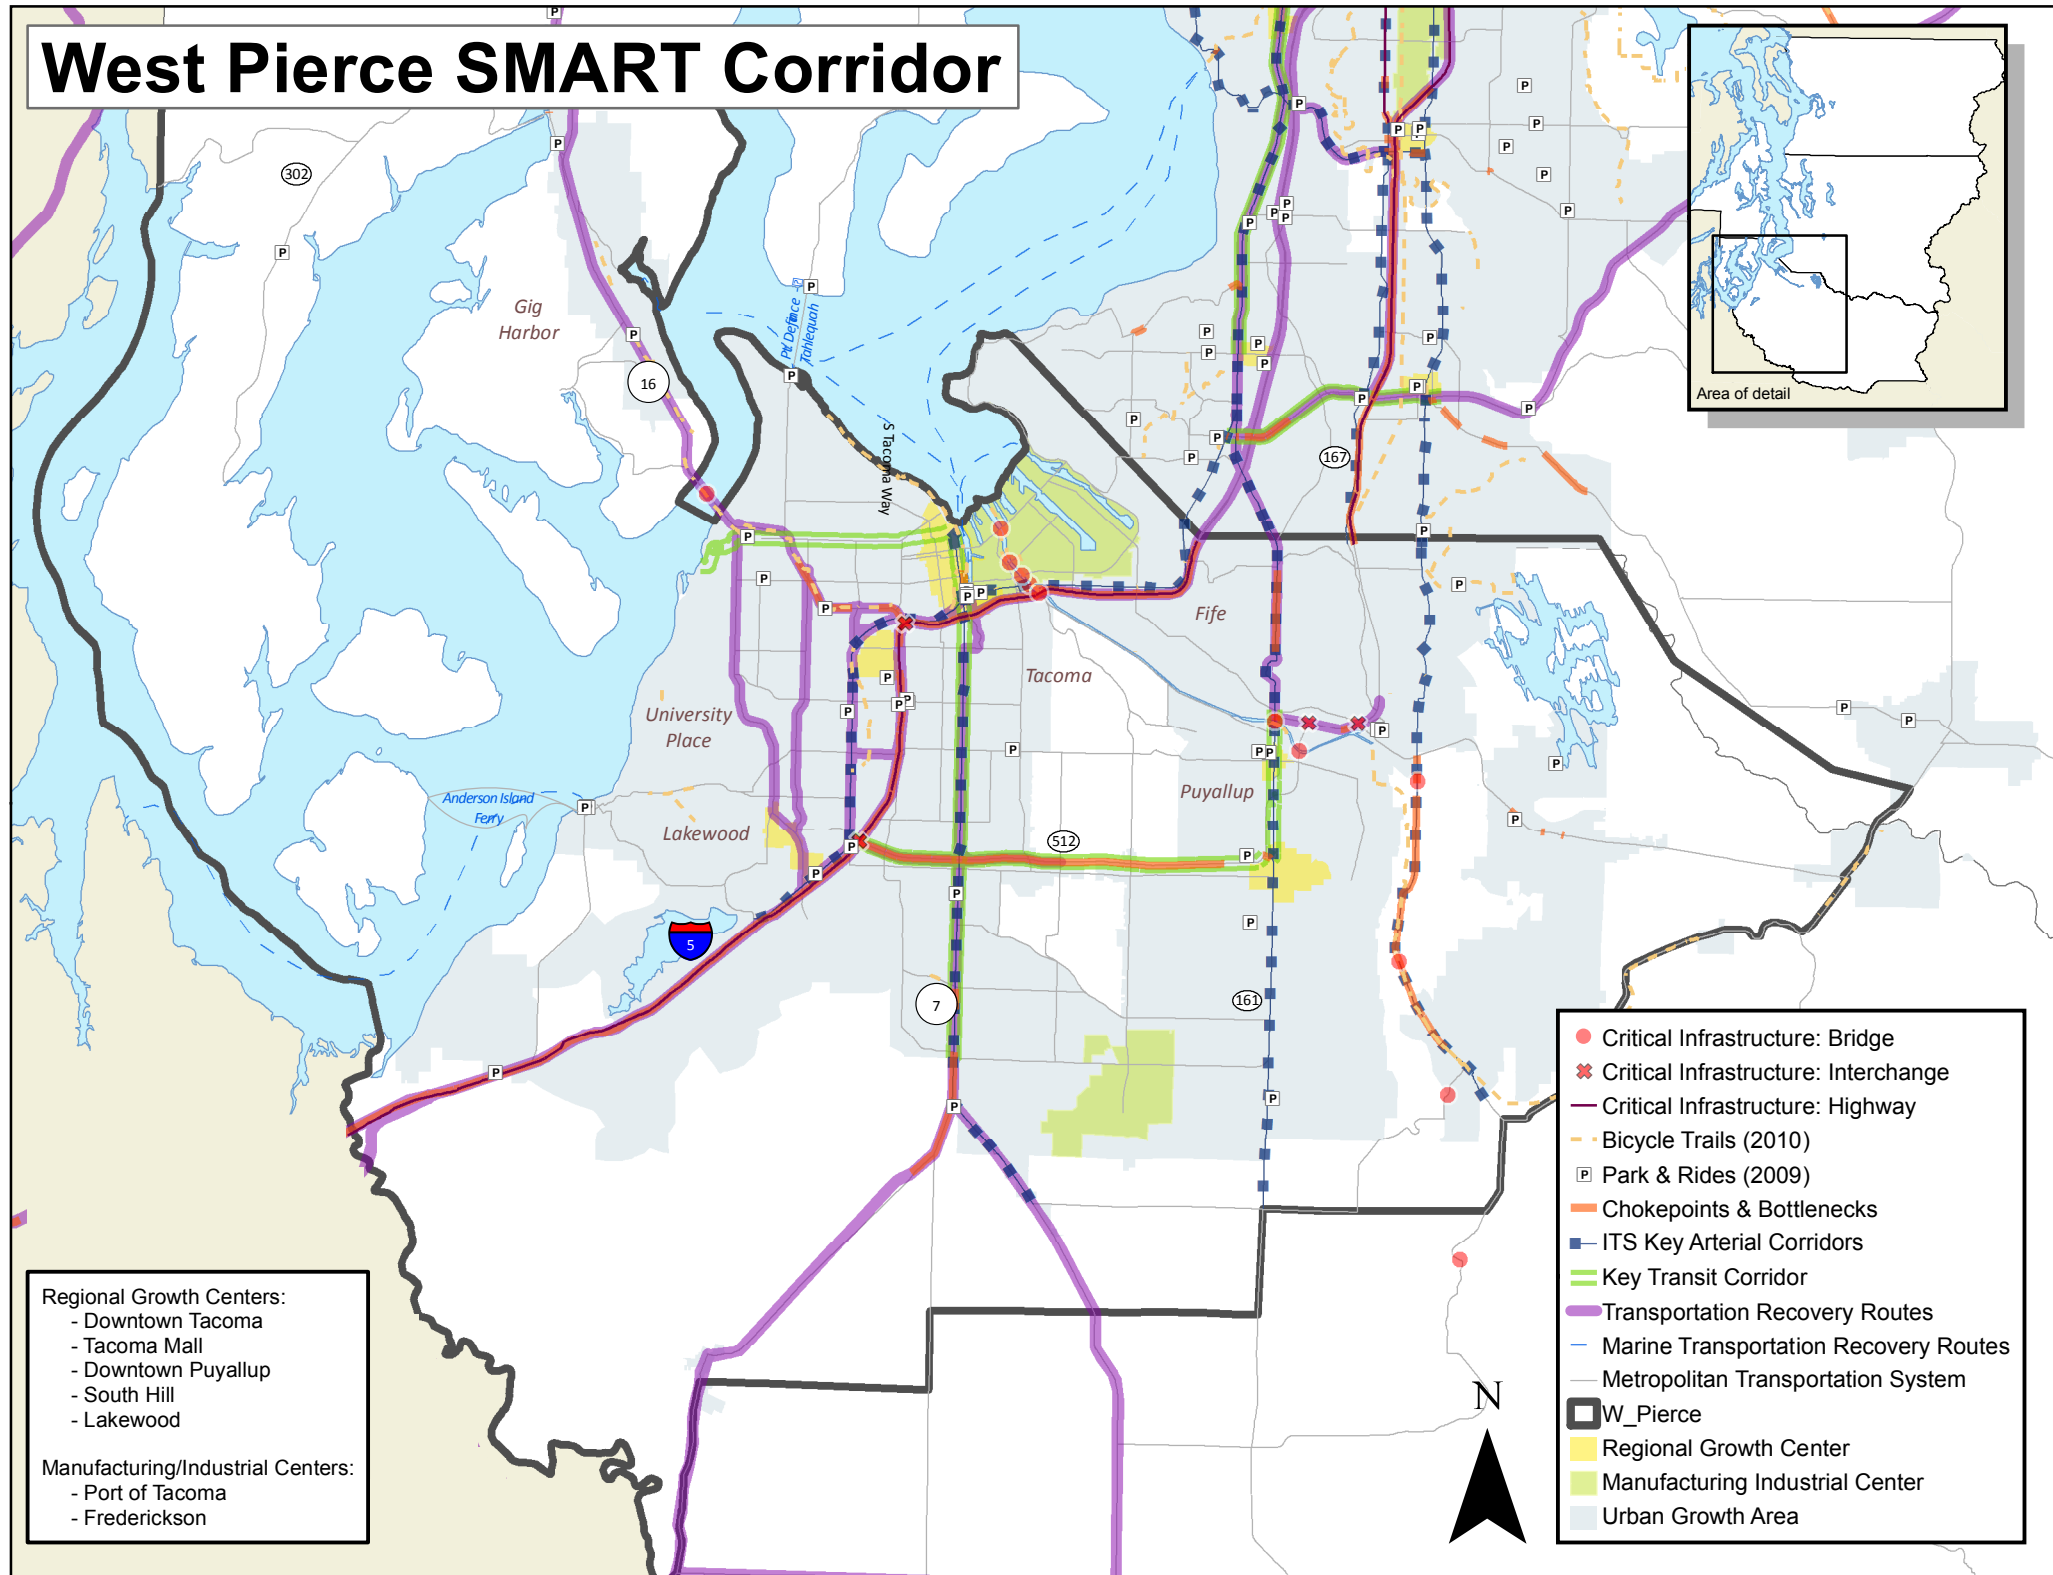 West Pierce SMART Corridor
302
Gig
Harbor
16
Pt. Defince -
Tahlequah
S Tacoma Way
167
Area of detail
Fife
Tacoma
University
Place
Puyallup
Anderson Island
Ferry
Lakewood
512
5
7
161
Regional Growth Centers:
- Downtown Tacoma
- Tacoma Mall
- Downtown Puyallup
- South Hill
- Lakewood
Manufacturing/Industrial Centers:
- Port of Tacoma
- Frederickson
N
Critical Infrastructure: Bridge
Critical Infrastructure: Interchange
Critical Infrastructure: Highway
Bicycle Trails (2010)
P Park & Rides (2009)
Chokepoints & Bottlenecks
ITS Key Arterial Corridors
Key Transit Corridor
Transportation Recovery Routes
Marine Transportation Recovery Routes
Metropolitan Transportation System
W_Pierce
Regional Growth Center
Manufacturing Industrial Center
Urban Growth Area